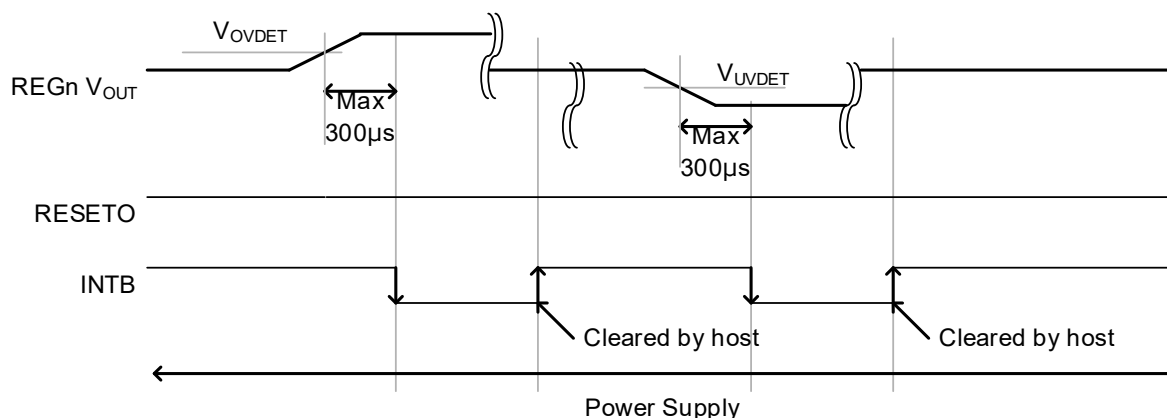 VOVDET
REGn VOUT
Max
300µs
VUVDET
Max
300µs
RESETO
INTB
Cleared by host
Cleared by host
Power Supply